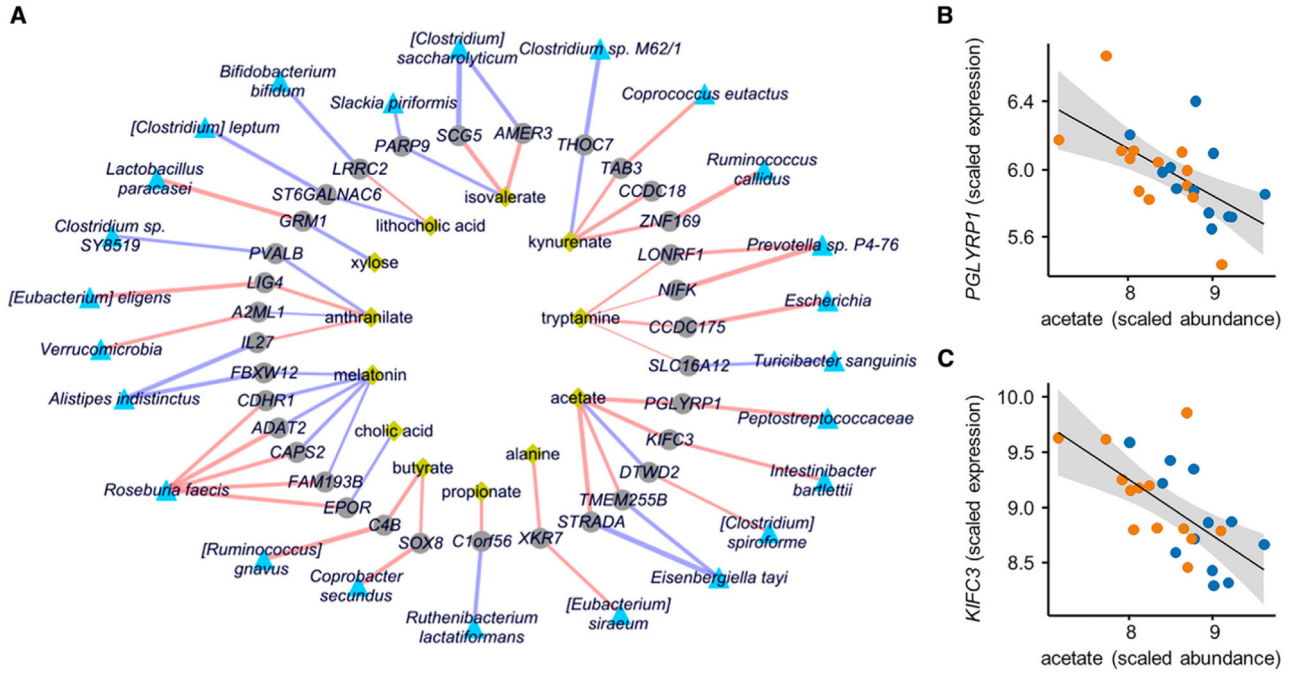 A
[Clostridium]
saccharolyticum
Clostridium sp. M62/1
Bifidobacterium
bifidum
Slackia piriformis
Coprococcus eutactus
[Clostridium] leptum
SCG5
AMER3
THOC7
PARP9
Lactobacillus
paracasei
LRRC2
TAB3
Ruminococcus
callidus
ST6GALNAC6
isovalerate
CCDC18
GRM1
lithocholic acid
ZNF169
Clostridium sp.
SY8519
PVALB
xylose
kynurenate
LONRF1
Prevotella sp. P4-76
LIG4
NIFK
[Eubacterium] eligens
A2ML1
anthranilate
tryptamine
CCDC175
Escherichia
Verrucomicrobia
IL27
SLC16A12
Turicibacter sanguinis
FBXW12
melatonin
Alistipes indistinctus
CDHR1
acetate
PGLYRP1
Peptostreptococcaceae
ADAT2
cholic acid
KIFC3
CAPS2
butyrate
alanine
DTWD2
Intestinibacter
bartlettii
Roseburia faecis
FAM193B
propionate
TMEM255B
EPOR
C4B
STRADA
[Clostridium]
spiroforme
SOX8
C1orf56
XKR7
[Ruminococcus]
gnavus
Coprobacter
secundus
Eisenbergiella tayi
Ruthenibacterium
lactatiformans
[Eubacterium]
siraeum
B
PGLYRP1 (scaled expression)
6.4
6.0
5.6
8
9
acetate (scaled abundance)
C
KIFC3 (scaled expression)
10.0
9.5
9.0
8.5
8
9
acetate (scaled abundance)